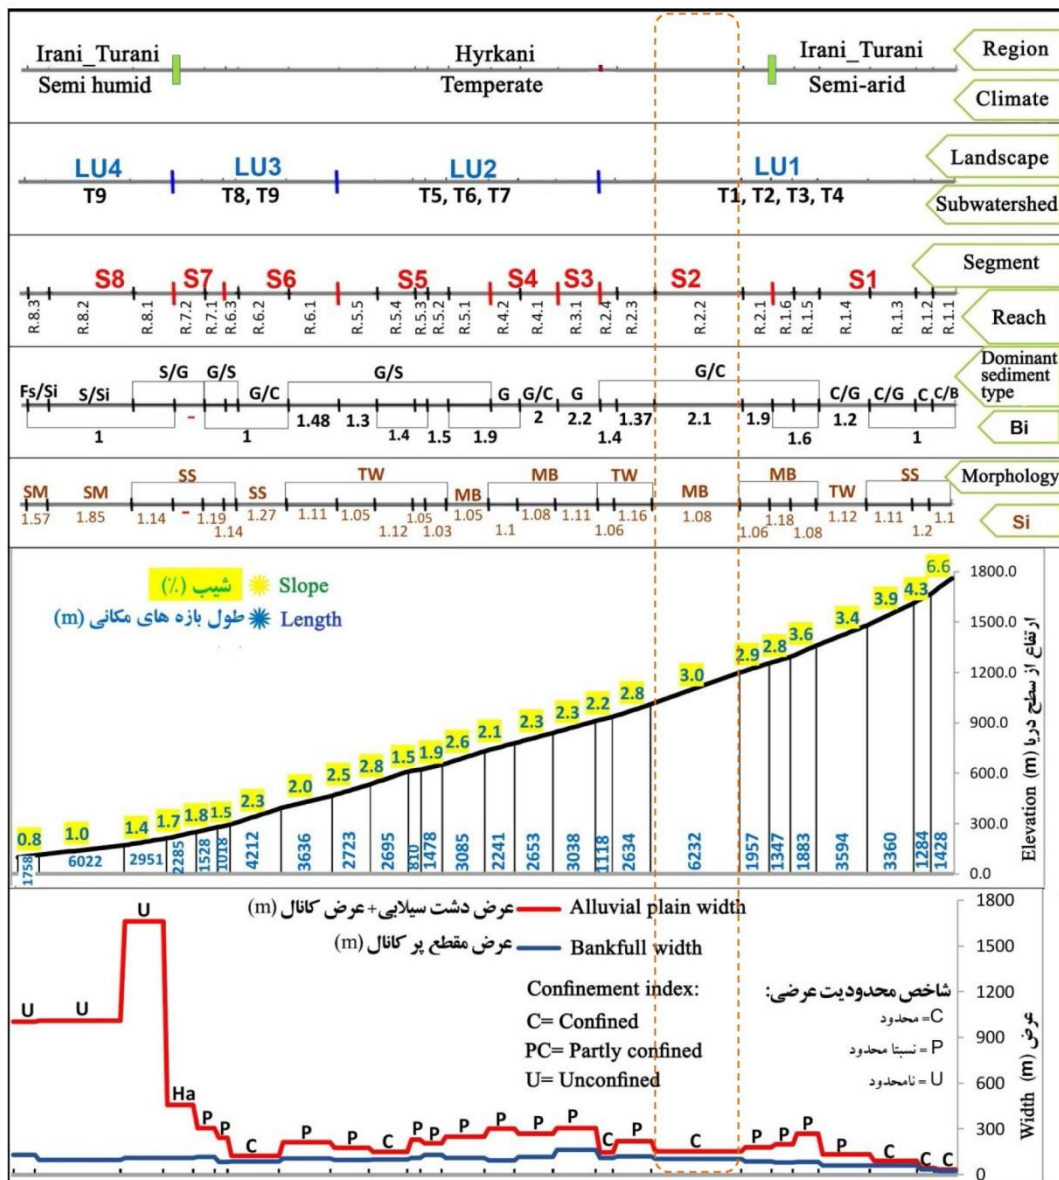 Irani_Turani Hyrkani Irani_Turani Region
Semi humid Temperate Semi-arid Climate
LU4 LU3 LU2 LU1 Landscape
T9 T8, T9 T5, T6, T7 T1, T2, T3, T4 Subwatershed
S8 S7 S6 S5 S4 S3 S2 S1 Segment
R.8.3 R.8.2 R.8.1 R.7.2 R.7.1 R.6.3 R.6.2 R.6.1 R.5.5 R.5.4 R.5.3 R.5.2 R.5.1 R.4.2 R.4.1 R.3.1 R.2.4 R.2.3 R.2.2 R.2.1 R.1.6 R.1.5 R.1.4 R.1.3 R.1.2 R.1.1 Reach
S/G G/S G/S G/C Dominant
sediment
type
Fs/Si S/Si G/C G G/C G C/G C/G C C/B
1 - 1 1.48 1.3 1.4 1.5 1.9 2 2.2 1.4 1.37 2.1 1.9 1.6 1.2 1 Bi
SM SM SS SS TW MB MB TW MB MB TW SS Morphology
1.57 1.85 1.14 - 1.19 1.14 1.27 1.11 1.05 1.12 1.05 1.03 1.05 1.1 1.08 1.11 1.06 1.16 1.08 1.06 1.18 1.08 1.12 1.11 1.2 1.1 Si
شیب (%) Slope
طول بازه های مکانی (m) Length
0.8 1.0 1.4 1.7 1.8 1.5 2.3 2.0 2.5 2.8 1.5 1.9 2.6 2.1 2.3 2.3 2.2 2.8 3.0 2.9 2.8 3.6 3.4 3.9 4.3 6.6
1758 6022 2951 2285 1528 1018 4212 3636 2723 2695 810 1478 3085 2241 2653 3038 1118 2634 6232 1957 1347 1883 3594 3360 1284 1428
1800.0
1500.0
1200.0
900.0
600.0
300.0
0.0
ارتفاع از سطح دریا
Elevation (m)
عرض دشت سیلابی+ عرض کانال (m) Alluvial plain width
عرض مقطع پر کانال (m) Bankfull width
Confinement index: شاخص محدودیت عرضی:
C= Confined C= محدود
PC= Partly confined P= نسبتا محدود
U= Unconfined U= نامحدود
U U U Ha P P C P P C P P P P P P C P C P P P P C C C
1800
1500
1200
900
600
300
0
عرض
Width (m)